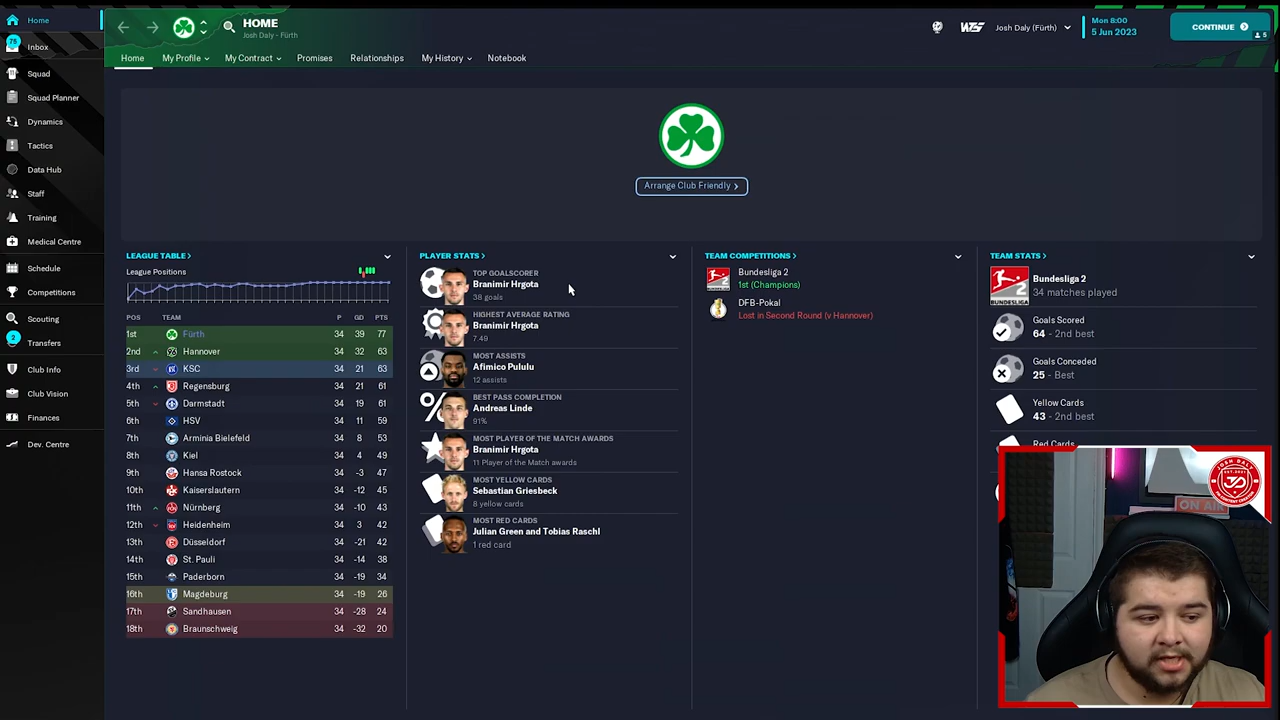 Home
75
Inbox
Squad
Squad Planner
Dynamics
Tactics
Data Hub
Staff
Training
Medical Centre
Schedule
Competitions
Scouting
2
Transfers
Club Info
Club Vision
Finances
Dev. Centre
HOME
Josh Daly - Fürth
Josh Daly (Fürth)
Mon 8:00
5 Jun 2023
CONTINUE
5
Home
My Profile
My Contract
Promises
Relationships
My History
Notebook
Arrange Club Friendly >
LEAGUE TABLE >
League Positions
POS TEAM P GD PTS
1st Fürth 34 39 77
2nd Hannover 34 32 63
3rd KSC 34 21 63
4th Regensburg 34 21 61
5th Darmstadt 34 19 61
6th HSV 34 11 59
7th Arminia Bielefeld 34 8 53
8th Kiel 34 4 49
9th Hansa Rostock 34 -3 47
10th Kaiserslautern 34 -12 45
11th Nürnberg 34 -10 43
12th Heidenheim 34 3 42
13th Düsseldorf 34 -21 42
14th St. Pauli 34 -14 38
15th Paderborn 34 -19 34
16th Magdeburg 34 -19 26
17th Sandhausen 34 -28 24
18th Braunschweig 34 -32 20
PLAYER STATS >
TOP GOALSCORER
Branimir Hrgota
38 goals
HIGHEST AVERAGE RATING
Branimir Hrgota
7.49
MOST ASSISTS
Afimico Pululu
12 assists
BEST PASS COMPLETION
Andreas Linde
91%
MOST PLAYER OF THE MATCH AWARDS
Branimir Hrgota
11 Player of the Match awards
MOST YELLOW CARDS
Sebastian Griesbeck
8 yellow cards
MOST RED CARDS
Julian Green and Tobias Raschl
1 red card
TEAM COMPETITIONS >
Bundesliga 2
1st (Champions)
DFB-Pokal
Lost in Second Round (v Hannover)
TEAM STATS >
Bundesliga 2
34 matches played
Goals Scored
64 - 2nd best
Goals Conceded
25 - Best
Yellow Cards
43 - 2nd best
Red Cards
JOSH DALY
JD
ON AIR